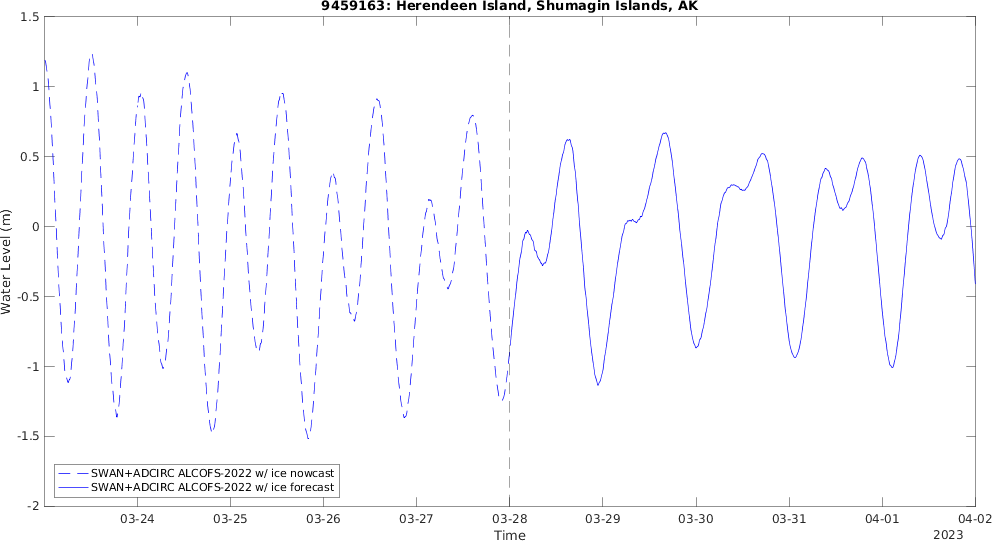 9459163: Herendeen Island, Shumagin Islands, AK
1.5
1
0.5
0
-0.5
-1
-1.5
-2
Water Level (m)
SWAN+ADCIRC ALCOFS-2022 w/ ice nowcast
SWAN+ADCIRC ALCOFS-2022 w/ ice forecast
03-24 03-25 03-26 03-27 03-28 03-29 03-30 03-31 04-01 04-02
Time
2023